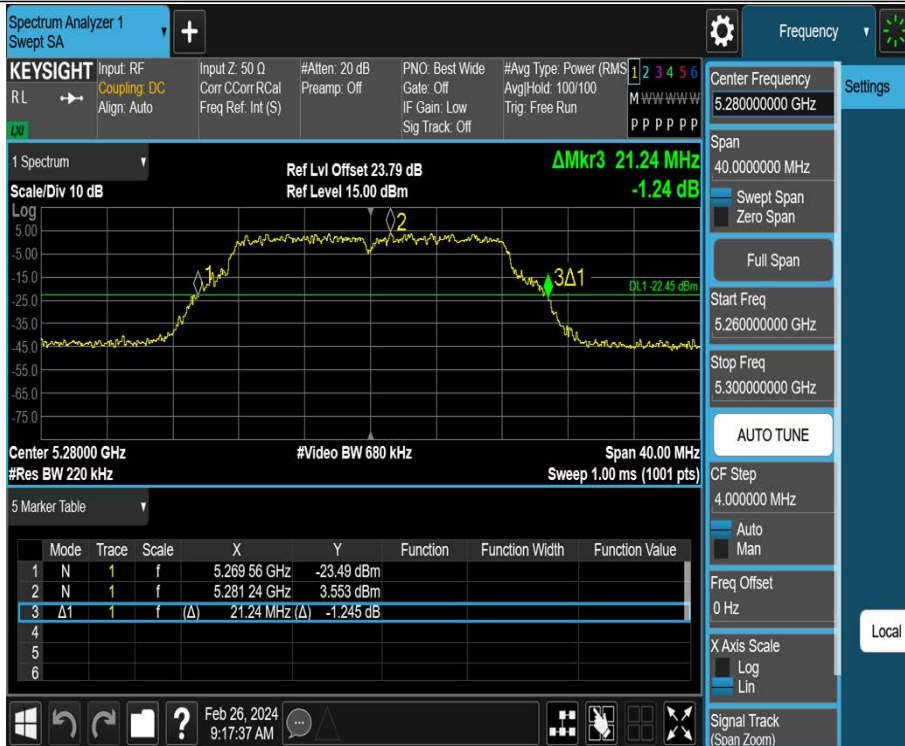 Spectrum Analyzer 1
Swept SA
+
Frequency
KEYSIGHT
RL
LXI
Input: RF
Coupling: DC
Align: Auto
Input Z: 50 Ω
Corr CCorr RCal
Freq Ref: Int (S)
#Atten: 20 dB
Preamp: Off
PNO: Best Wide
Gate: Off
IF Gain: Low
Sig Track: Off
#Avg Type: Power (RMS
Avg|Hold: 100/100
Trig: Free Run
1 2 3 4 5 6
M W W W W W
P P P P P P
1 Spectrum
Scale/Div 10 dB
Ref Lvl Offset 23.79 dB
Ref Level 15.00 dBm
ΔMkr3 21.24 MHz
-1.24 dB
Log
5.00
-5.00
-15.0
-25.0
-35.0
-45.0
-55.0
-65.0
-75.0
1
2
3Δ1
DL1 -22.45 dBm
Center 5.28000 GHz
#Video BW 680 kHz
Span 40.00 MHz
#Res BW 220 kHz
Sweep 1.00 ms (1001 pts)
5 Marker Table
Mode Trace Scale X Y Function Function Width Function Value
1 N 1 f 5.269 56 GHz -23.49 dBm
2 N 1 f 5.281 24 GHz 3.553 dBm
3 Δ1 1 f (Δ) 21.24 MHz (Δ) -1.245 dB
4
5
6
?
Feb 26, 2024
9:17:37 AM
Center Frequency
5.280000000 GHz
Span
40.0000000 MHz
Swept Span
Zero Span
Full Span
Start Freq
5.260000000 GHz
Stop Freq
5.300000000 GHz
AUTO TUNE
CF Step
4.000000 MHz
Auto
Man
Freq Offset
0 Hz
X Axis Scale
Log
Lin
Signal Track
(Span Zoom)
Settings
Local